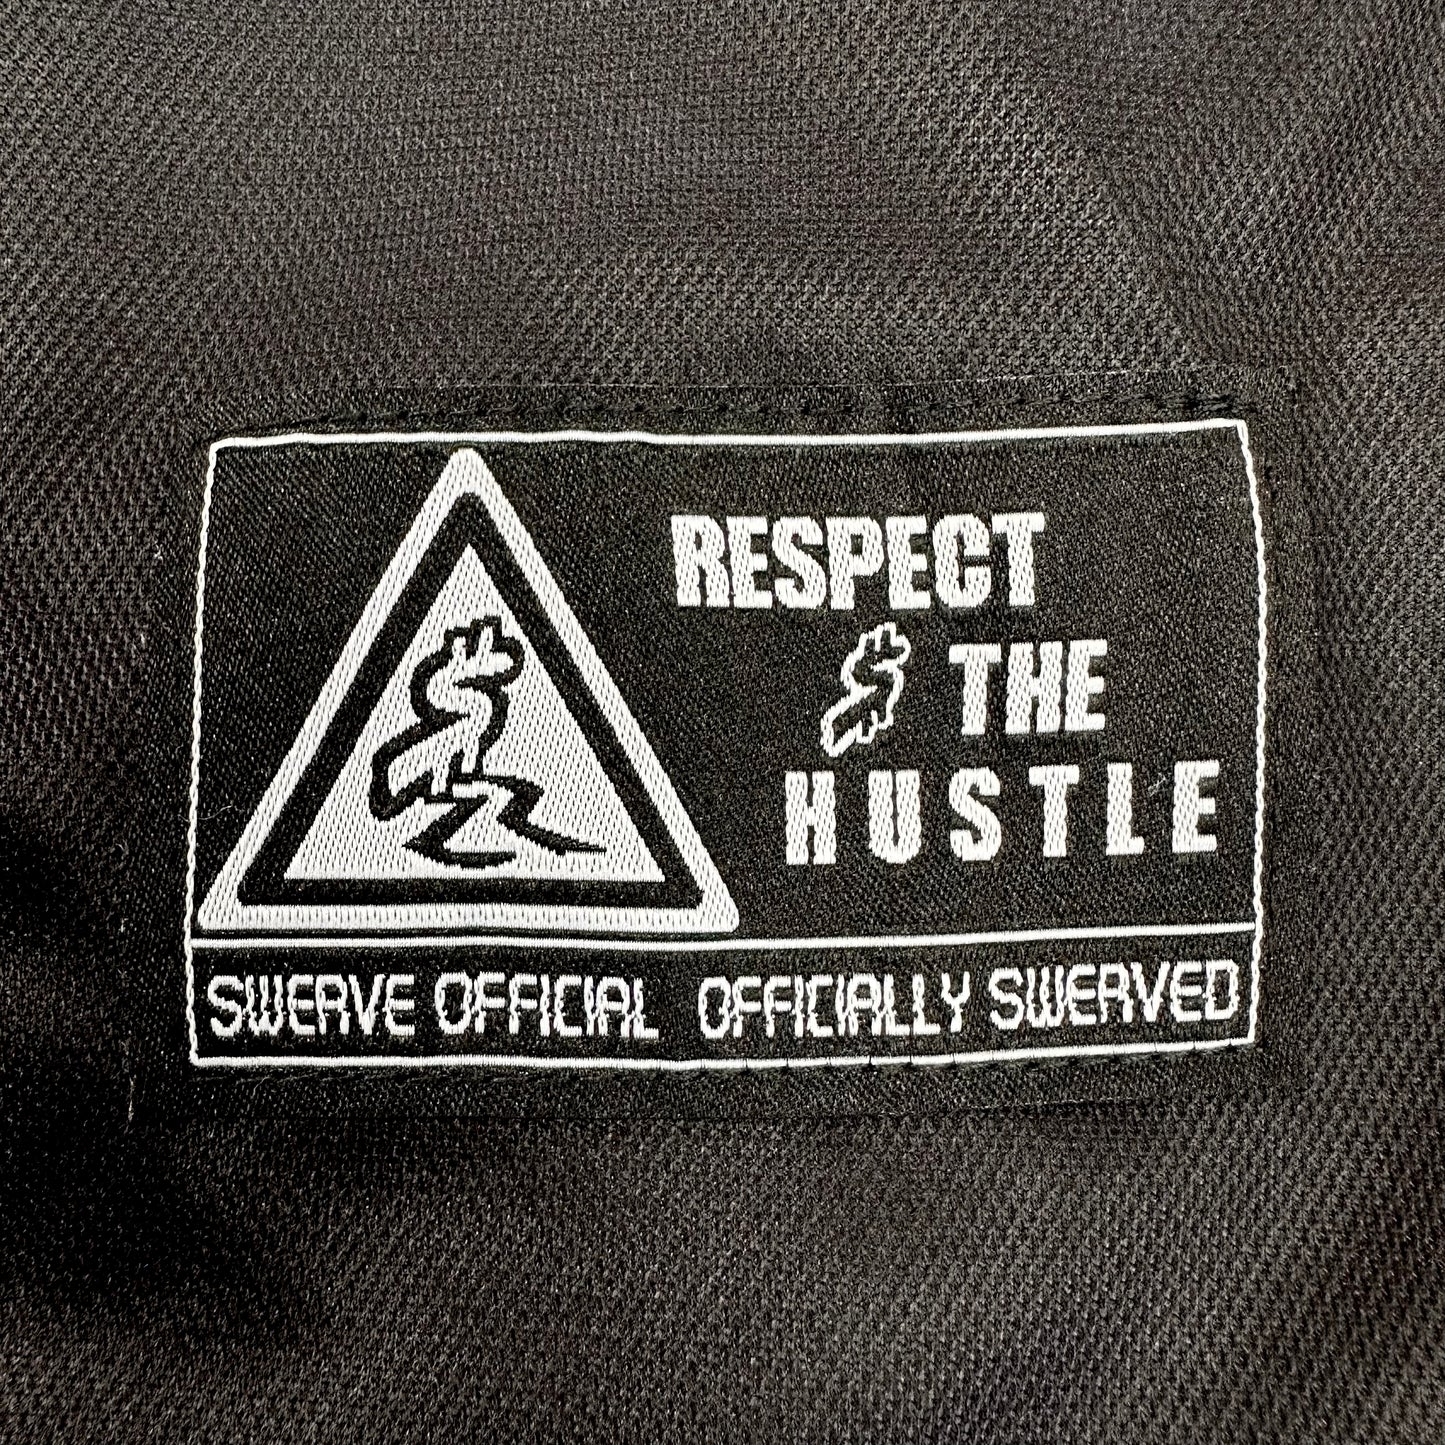 RESPECT
THE
HUSTLE
SWERVE OFFICIAL OFFICIALLY SWERVED